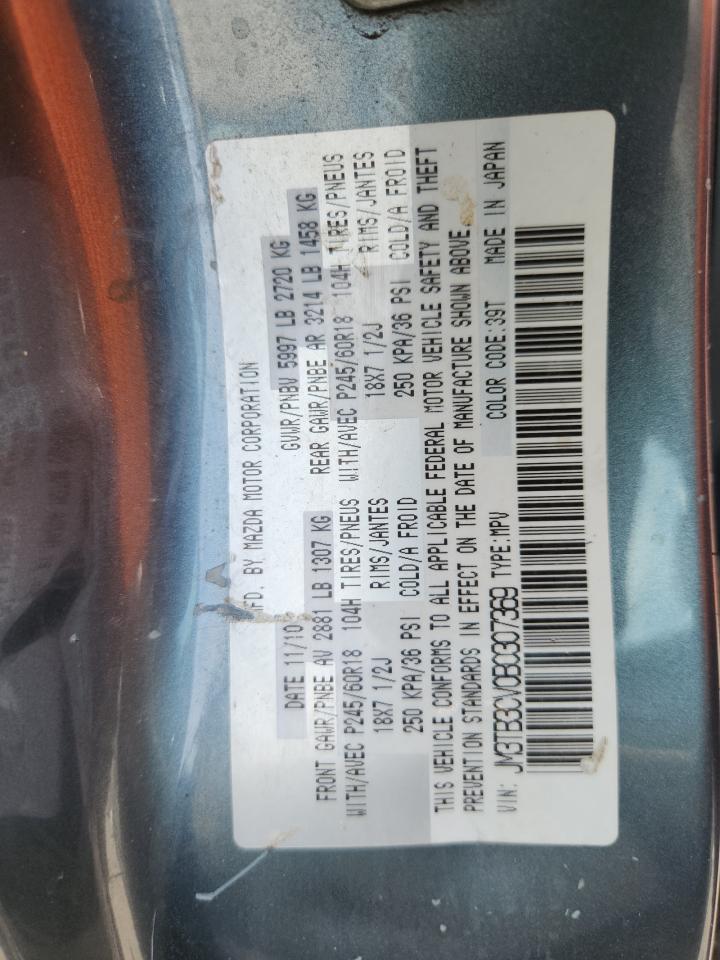 MFD. BY MAZDA MOTOR CORPORATION
DATE 11/10 GVWR/PNBV 5997 LB 2720 KG
FRONT GAWR/PNBE AV 2881 LB 1307 KG REAR GAWR/PNBE AR 3214 LB 1458 KG
WITH/AVEC P245/60R18 104H TIRES/PNEUS WITH/AVEC P245/60R18 104H TIRES/PNEUS
18X7 1/2J RIMS/JANTES 18X7 1/2J RIMS/JANTES
250 KPA/36 PSI COLD/A FROID 250 KPA/36 PSI COLD/A FROID
THIS VEHICLE CONFORMS TO ALL APPLICABLE FEDERAL MOTOR VEHICLE SAFETY AND THEFT
PREVENTION STANDARDS IN EFFECT ON THE DATE OF MANUFACTURE SHOWN ABOVE.
VIN: JM3TB3CV0B0307369 TYPE:MPV COLOR CODE:39T MADE IN JAPAN